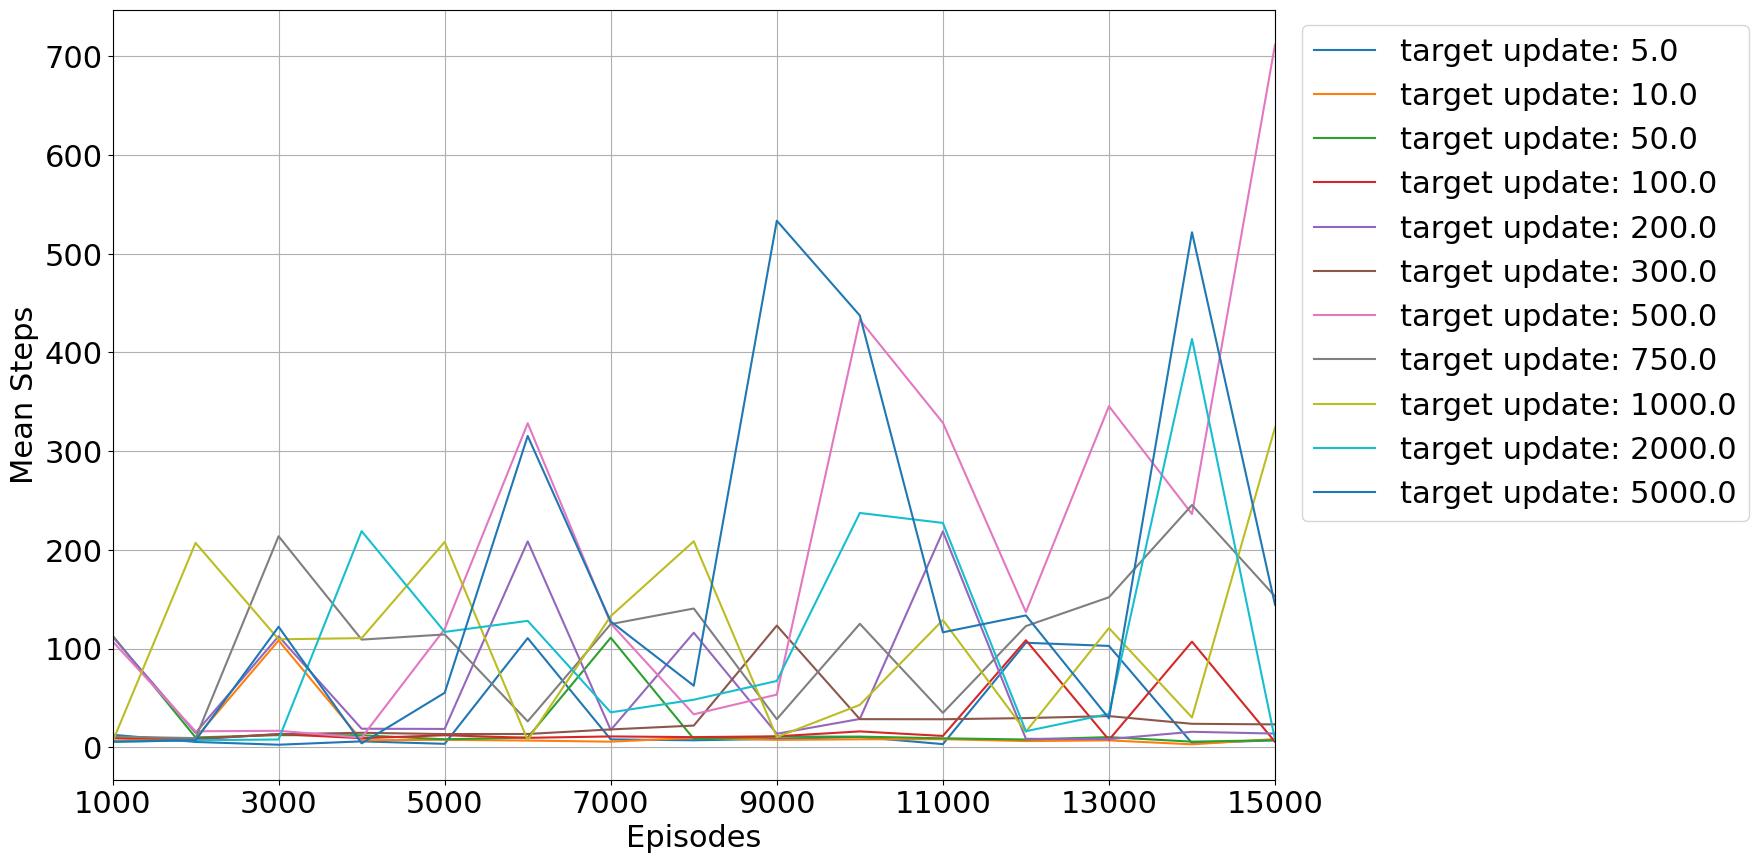 700
600
500
400
300
200
100
0
Mean Steps
1000 3000 5000 7000 9000 11000 13000 15000
Episodes
target update: 5.0
target update: 10.0
target update: 50.0
target update: 100.0
target update: 200.0
target update: 300.0
target update: 500.0
target update: 750.0
target update: 1000.0
target update: 2000.0
target update: 5000.0